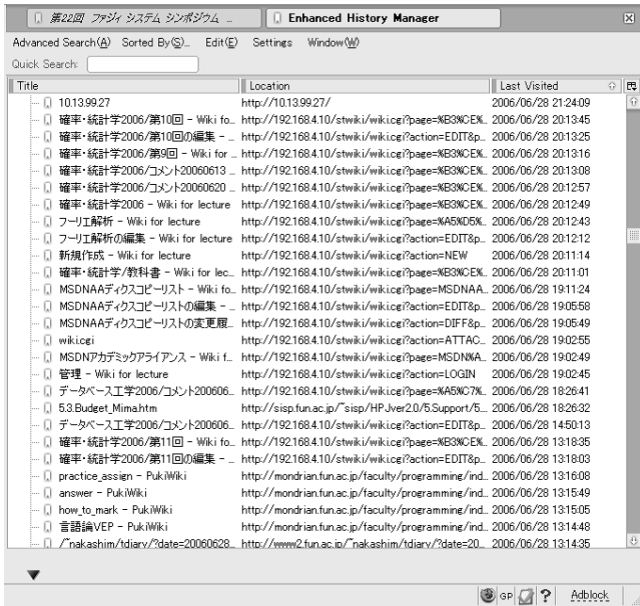 第22回 ファジィ システム シンポジウム ... Enhanced History Manager
Advanced Search(A) Sorted By(S)... Edit(E) Settings Window(W)
Quick Search:
Title Location Last Visited
10.13.99.27 http://10.13.99.27/ 2006/06/28 21:24:09
確率・統計学2006/第10回 - Wiki fo... http://192.168.4.10/stwiki/wiki.cgi?page=%B3%CE%... 2006/06/28 20:13:45
確率・統計学2006/第10回の編集 - ... http://192.168.4.10/stwiki/wiki.cgi?action=EDIT&p... 2006/06/28 20:13:25
確率・統計学2006/第9回 - Wiki for ... http://192.168.4.10/stwiki/wiki.cgi?page=%B3%CE%... 2006/06/28 20:13:16
確率・統計学2006/コメント20060613 ... http://192.168.4.10/stwiki/wiki.cgi?page=%B3%CE%... 2006/06/28 20:13:08
確率・統計学2006/コメント20060620 ... http://192.168.4.10/stwiki/wiki.cgi?page=%B3%CE%... 2006/06/28 20:12:57
確率・統計学2006 - Wiki for lecture http://192.168.4.10/stwiki/wiki.cgi?page=%B3%CE%... 2006/06/28 20:12:49
フーリエ解析 - Wiki for lecture http://192.168.4.10/stwiki/wiki.cgi?page=%A5%D5%... 2006/06/28 20:12:43
フーリエ解析の編集 - Wiki for lecture http://192.168.4.10/stwiki/wiki.cgi?action=EDIT&p... 2006/06/28 20:12:12
新規作成 - Wiki for lecture http://192.168.4.10/stwiki/wiki.cgi?action=NEW 2006/06/28 20:11:14
確率・統計学/教科書 - Wiki for lec... http://192.168.4.10/stwiki/wiki.cgi?page=%B3%CE%... 2006/06/28 20:11:01
MSDNAAディクスコピーリスト - Wiki fo... http://192.168.4.10/stwiki/wiki.cgi?page=MSDNAA... 2006/06/28 19:11:24
MSDNAAディクスコピーリストの編集 - ... http://192.168.4.10/stwiki/wiki.cgi?action=EDIT&p... 2006/06/28 19:05:58
MSDNAAディクスコピーリストの変更履... http://192.168.4.10/stwiki/wiki.cgi?action=DIFF&p... 2006/06/28 19:05:49
wiki.cgi http://192.168.4.10/stwiki/wiki.cgi?action=ATTAC... 2006/06/28 19:02:55
MSDNアカデミックアライアンス - Wiki f... http://192.168.4.10/stwiki/wiki.cgi?page=MSDN%A... 2006/06/28 19:02:49
管理 - Wiki for lecture http://192.168.4.10/stwiki/wiki.cgi?action=LOGIN 2006/06/28 19:02:45
データベース工学2006/コメント200606... http://192.168.4.10/stwiki/wiki.cgi?page=%A5%C7%... 2006/06/28 18:26:41
5.3.Budget_Mima.htm http://sisp.fun.ac.jp/~sisp/HPJver2.0/5.Support/5... 2006/06/28 18:26:32
データベース工学2006/コメント200606... http://192.168.4.10/stwiki/wiki.cgi?action=EDIT&p... 2006/06/28 14:50:13
確率・統計学2006/第11回 - Wiki fo... http://192.168.4.10/stwiki/wiki.cgi?page=%B3%CE%... 2006/06/28 13:18:35
確率・統計学2006/第11回の編集 - ... http://192.168.4.10/stwiki/wiki.cgi?action=EDIT&p... 2006/06/28 13:18:03
practice_assign - PukiWiki http://mondrian.fun.ac.jp/faculty/programming/ind... 2006/06/28 13:16:08
answer - PukiWiki http://mondrian.fun.ac.jp/faculty/programming/ind... 2006/06/28 13:15:49
how_to_mark - PukiWiki http://mondrian.fun.ac.jp/faculty/programming/ind... 2006/06/28 13:15:05
言語論VEP - PukiWiki http://mondrian.fun.ac.jp/faculty/programming/ind... 2006/06/28 13:14:48
/~nakashim/tdiary/?date=20060628... http://www2.fun.ac.jp/~nakashim/tdiary/?date=20... 2006/06/28 13:14:35
GP ? Adblock